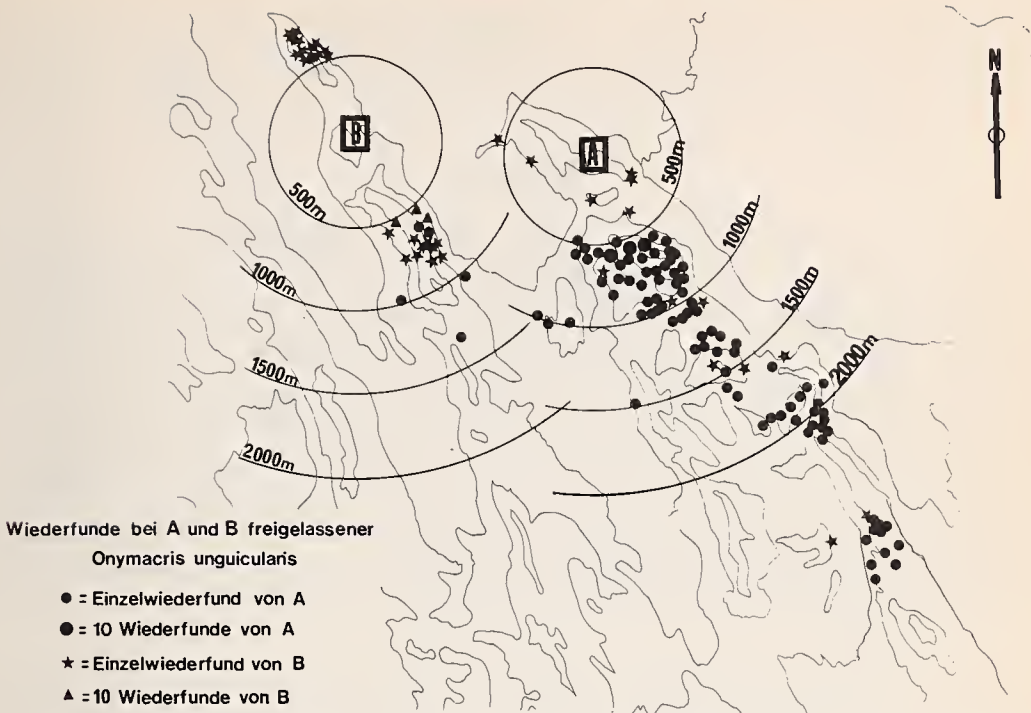 N
B
A
500m
500m
1000m
1000m
1500m
1500m
2000m
2000m
Wiederfunde bei A und B freigelassener
Onymacris unguicularis
● = Einzelwiederfund von A
● = 10 Wiederfunde von A
★ = Einzelwiederfund von B
▲ = 10 Wiederfunde von B